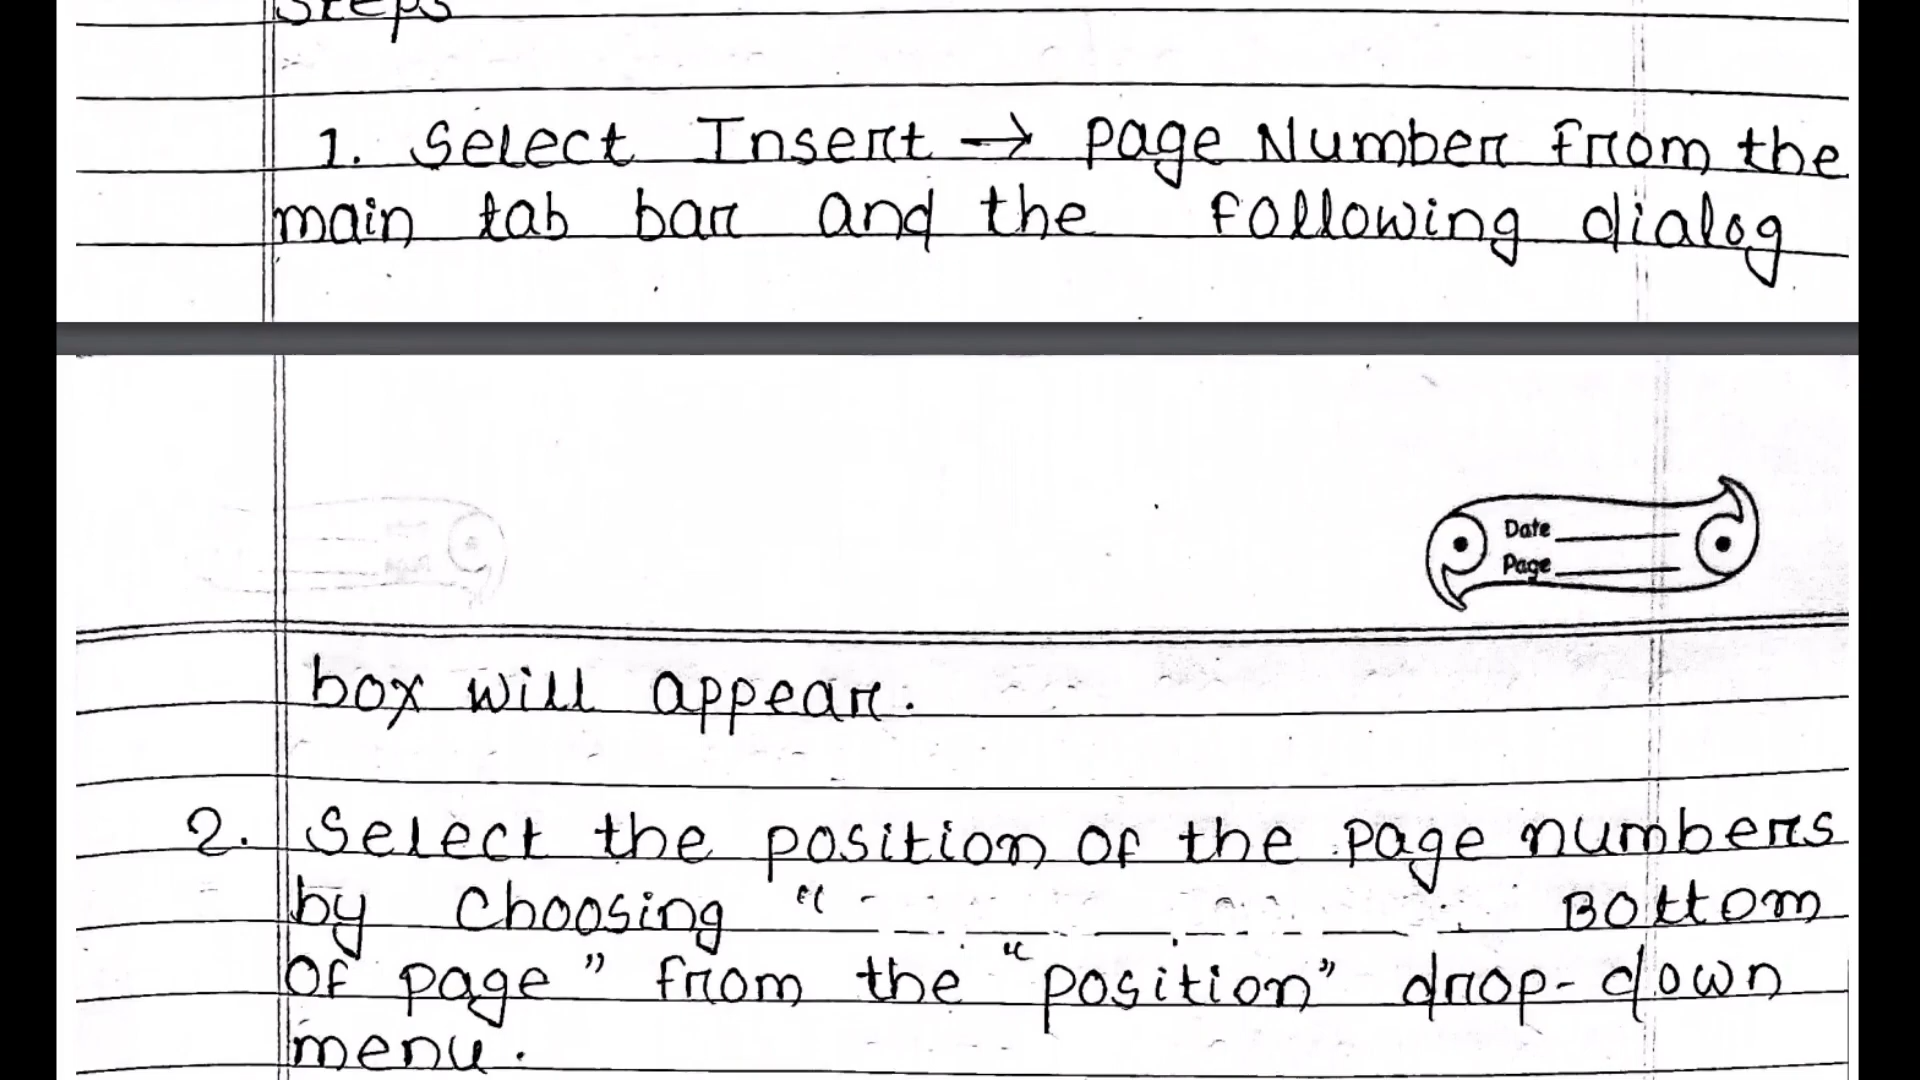 Steps
1. Select Insert → Page Number from the
main tab bar and the following dialog
Date
Page
box will appear.
2. Select the position of the page numbers
by choosing “ Bottom
of page” from the “position” drop-down
menu.